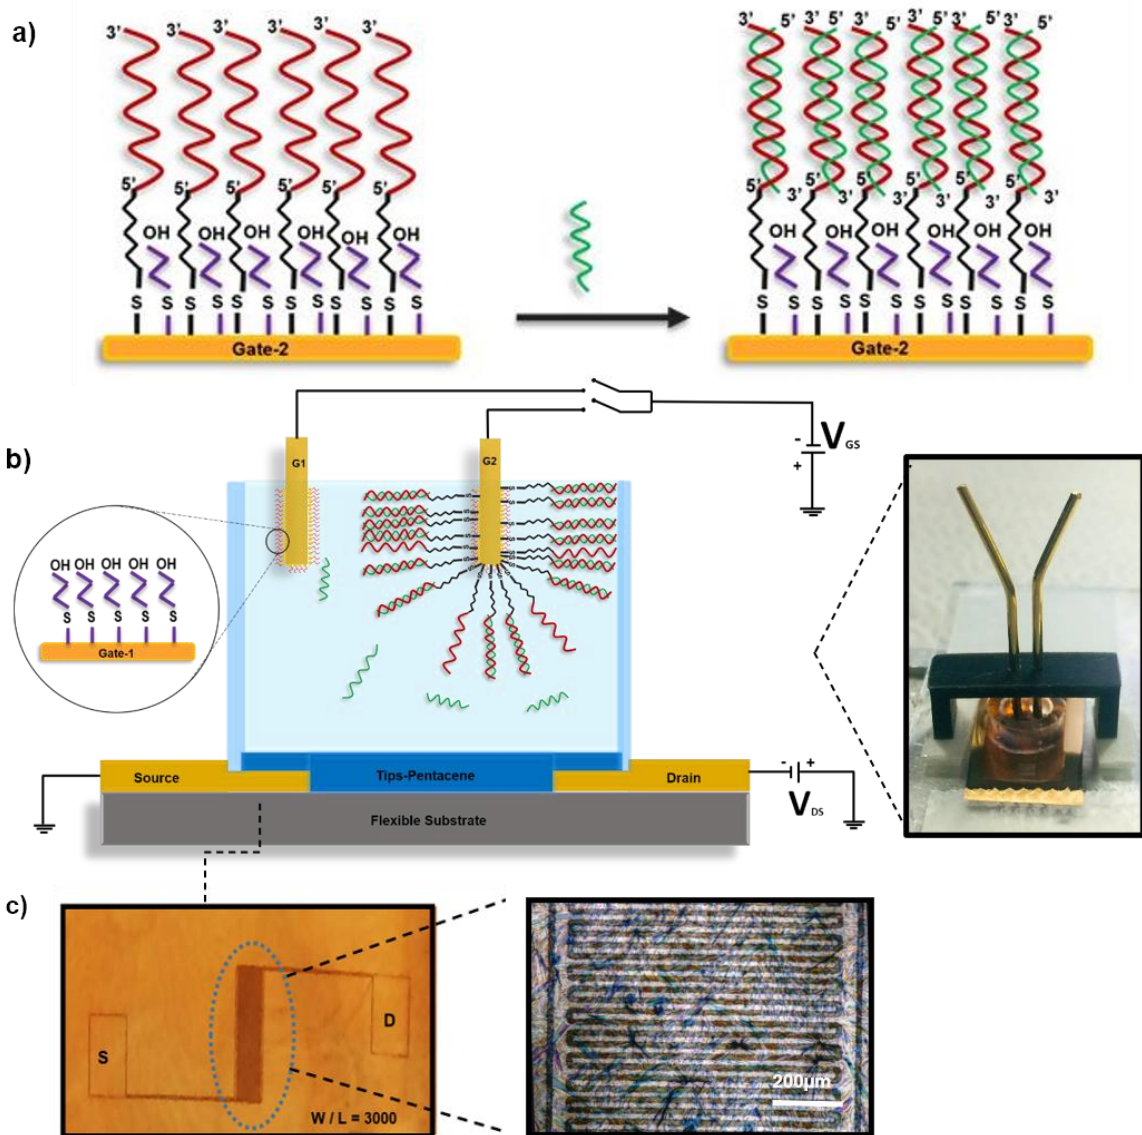 a)
3' 3' 3' 3' 3' 3'
5' 5' 5' 5' 5' 5'
OH OH OH OH OH OH
S S S S S S S S S S S S
Gate-2
3' 5' 3' 5' 3' 5' 3' 5' 3' 5' 3' 5'
5' 5' 5' 5' 5' 5'
3' 3' 3' 3' 3' 3'
OH OH OH OH OH OH
S S S S S S S S S S S S
Gate-2
b)
G1
G2
- VGS
+
OH OH OH OH OH
S S S S S
Gate-1
Source
Tips-Pentacene
Drain
- +
VDS
Flexible Substrate
c)
S
D
W / L = 3000
200µm